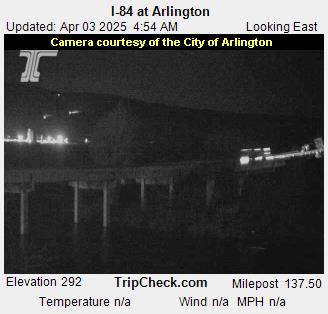 I-84 at Arlington
Updated: Apr 03 2025 4:54 AM Looking East
Camera courtesy of the City of Arlington
Elevation 292 TripCheck.com Milepost 137.50
Temperature n/a Wind n/a MPH n/a